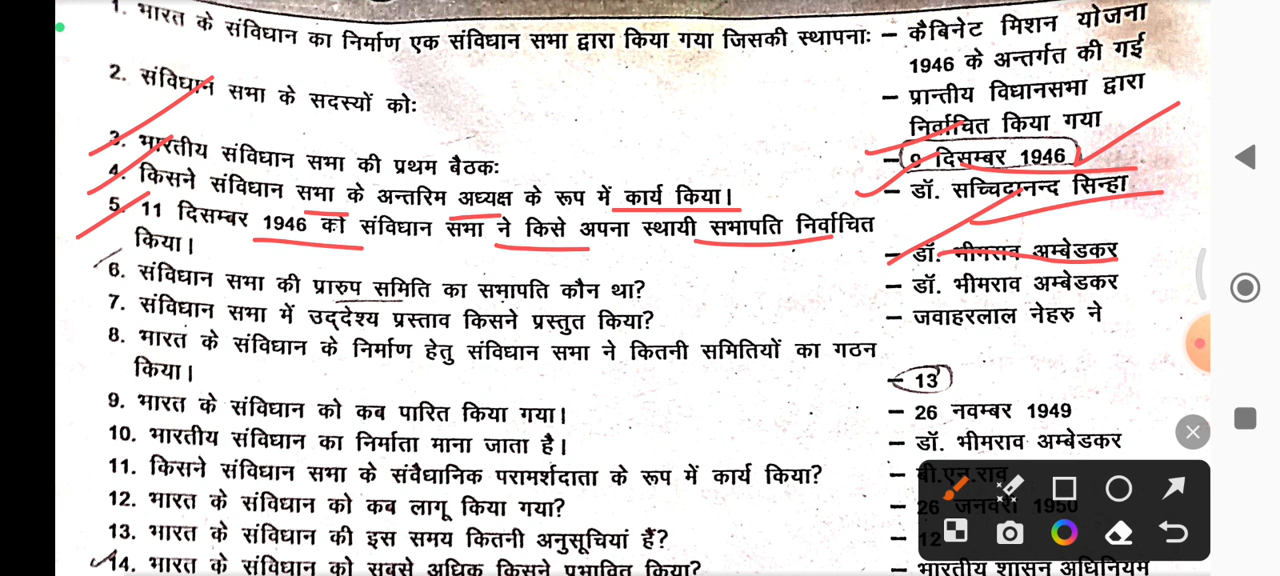 1. भारत के संविधान का निर्माण एक संविधान सभा द्वारा किया गया जिसकी स्थापनाः – कैबिनेट मिशन योजना
1946 के अन्तर्गत की गई
2. संविधान सभा के सदस्यों कोः – प्रान्तीय विधानसभा द्वारा
निर्वाचित किया गया
3. भारतीय संविधान सभा की प्रथम बैठकः – 9 दिसम्बर 1946
4. किसने संविधान सभा के अन्तरिम अध्यक्ष के रूप में कार्य किया। – डॉ. सच्चिदानन्द सिन्हा
5. 11 दिसम्बर 1946 को संविधान सभा ने किसे अपना स्थायी सभापति निर्वाचित
किया। – डॉ. भीमराव अम्बेडकर
6. संविधान सभा की प्रारुप समिति का सभापति कौन था? – डॉ. भीमराव अम्बेडकर
7. संविधान सभा में उद्देश्य प्रस्ताव किसने प्रस्तुत किया? – जवाहरलाल नेहरु ने
8. भारत के संविधान के निर्माण हेतु संविधान सभा ने कितनी समितियों का गठन
किया। – 13
9. भारत के संविधान को कब पारित किया गया। – 26 नवम्बर 1949
10. भारतीय संविधान का निर्माता माना जाता है। – डॉ. भीमराव अम्बेडकर
11. किसने संविधान सभा के संवैधानिक परामर्शदाता के रूप में कार्य किया? – बी.एन.राव
12. भारत के संविधान को कब लागू किया गया? – 26 जनवरी 1950
13. भारत के संविधान की इस समय कितनी अनुसूचियां हैं? – 12
14. भारत के संविधान को सबसे अधिक किसने प्रभावित किया? – भारतीय शासन अधिनियम